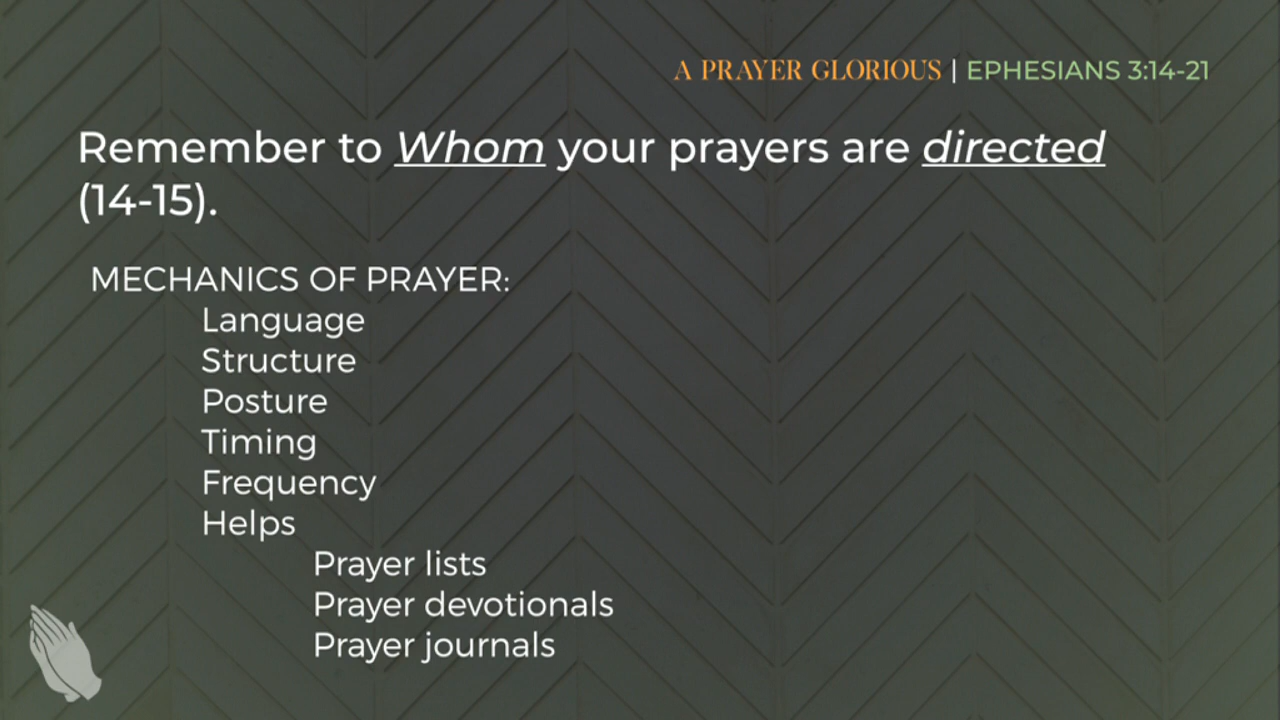 A PRAYER GLORIOUS | EPHESIANS 3:14-21
Remember to Whom your prayers are directed
(14-15).
MECHANICS OF PRAYER:
Language
Structure
Posture
Timing
Frequency
Helps
Prayer lists
Prayer devotionals
Prayer journals